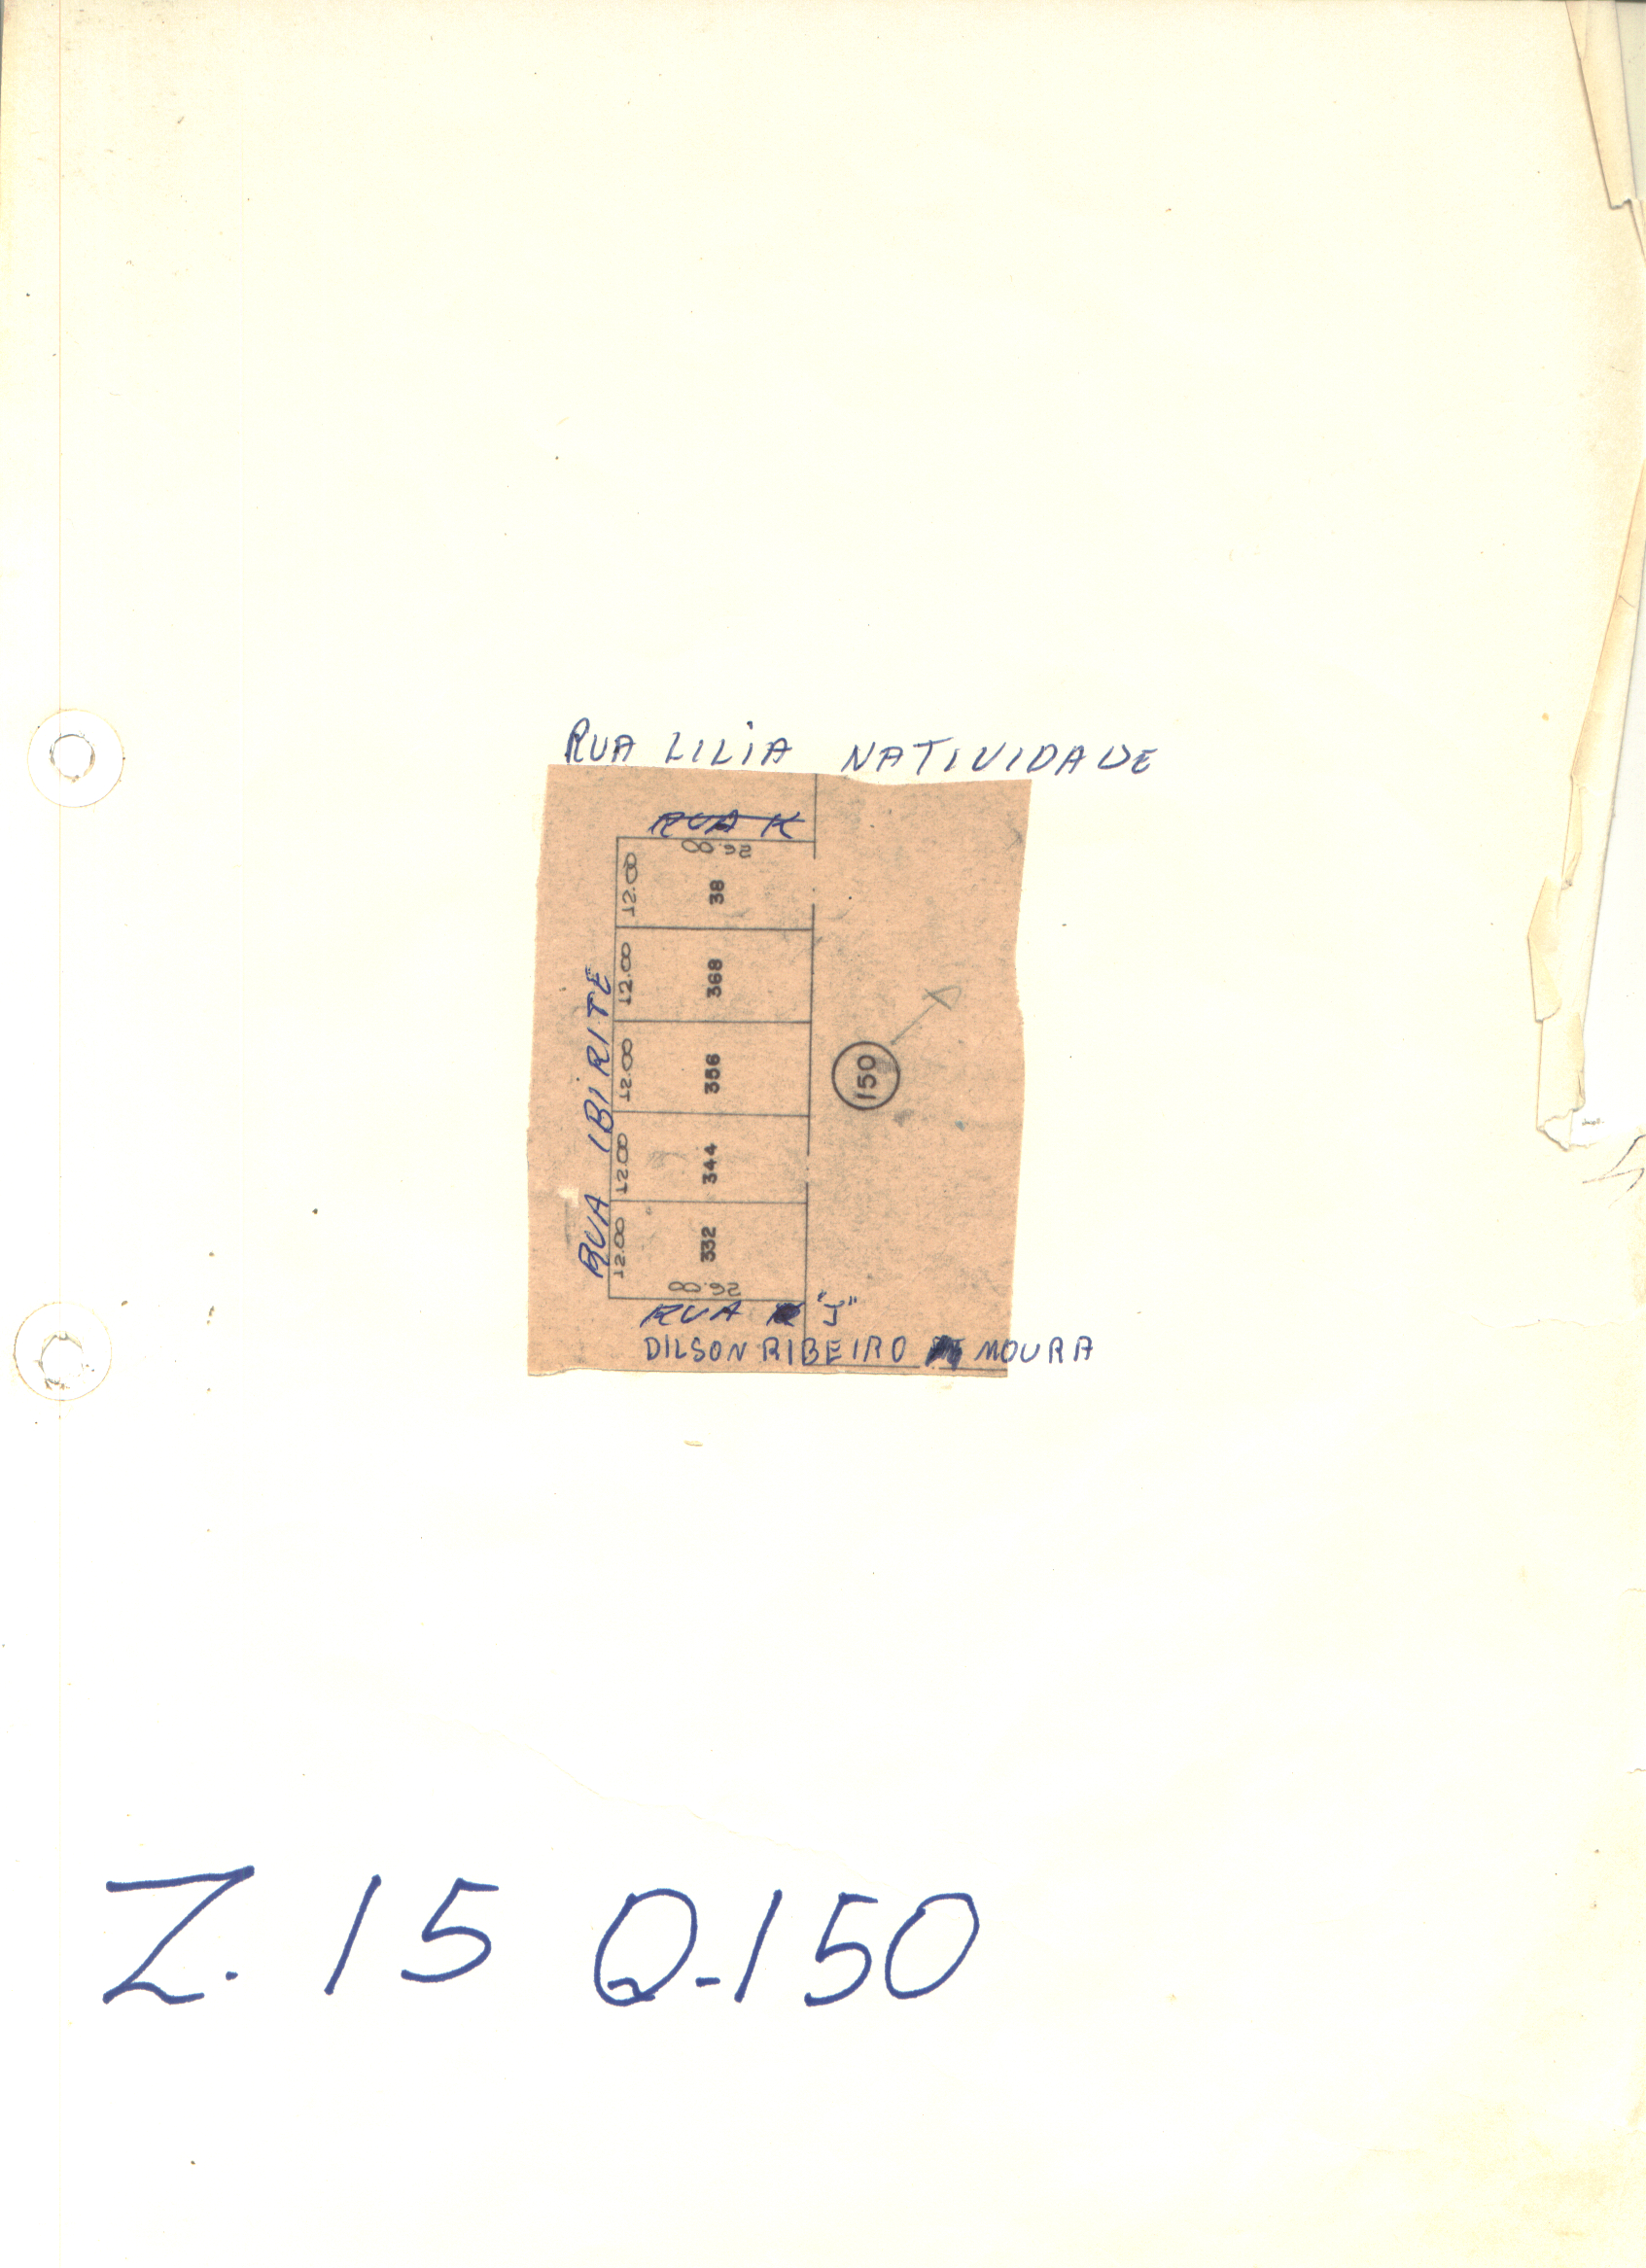 RUA LILIA NATIVIDADE
RUA K
26.00
12.00 38
12.00 368
12.00 356
12.00 344
12.00 332
RUA IBIRITÉ
150
26.00
RUA "J"
DILSON RIBEIRO MOURA
Z. 15 Q-150